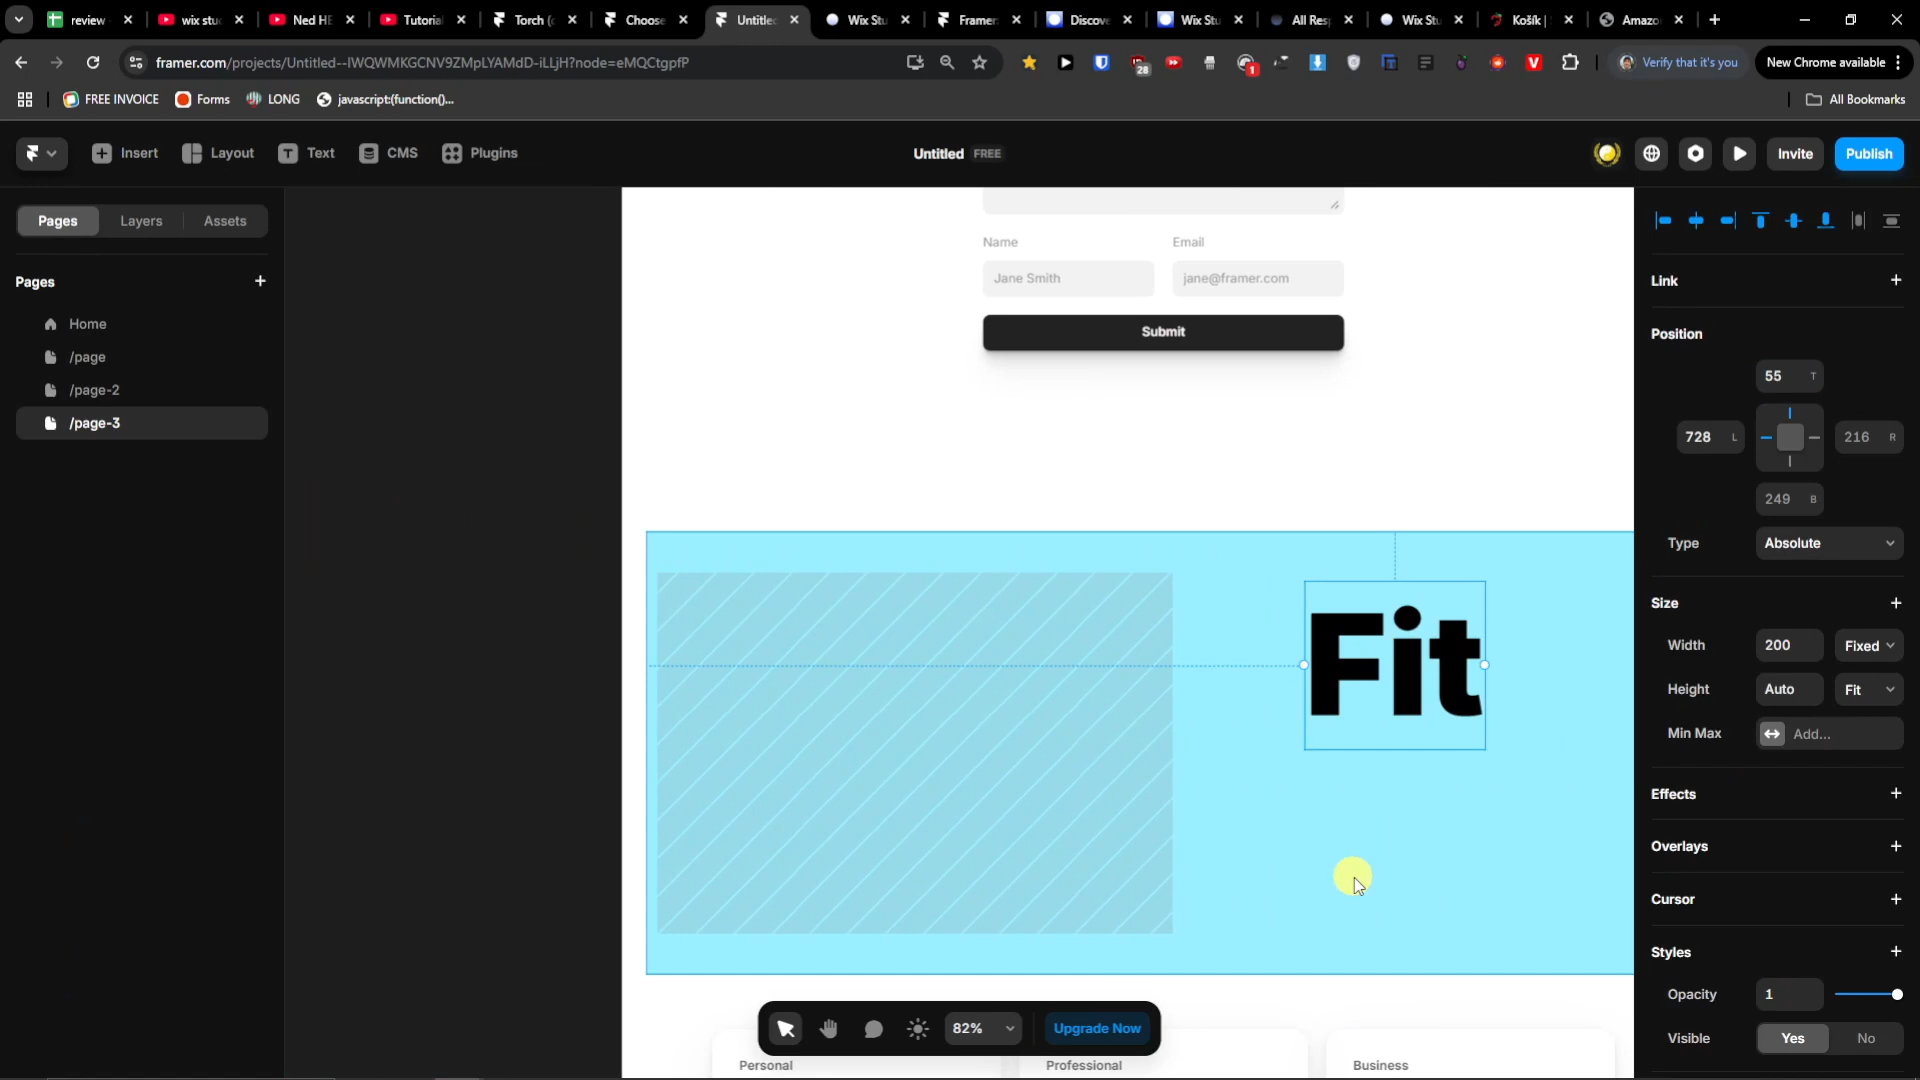 review
wix stu
Ned HE
Tutoria
Torch (c
Choose
Untitle
Wix Stu
Framer
Discov
Wix Stu
All Res
Wix Stu
Košík |
Amazo
framer.com/projects/Untitled--IWQWMKGCNV9ZMpLYAMdD-iLLjH?node=eMQCtgpfP
28
1
Verify that it's you
New Chrome available
FREE INVOICE
Forms
LONG
javascript:(function()...
All Bookmarks
Insert
Layout
Text
CMS
Plugins
Untitled FREE
Invite
Publish
Pages
Layers
Assets
Pages
Home
/page
/page-2
/page-3
Name
Email
Jane Smith
jane@framer.com
Submit
Fit
Personal
Professional
Business
82%
Upgrade Now
Link
Position
55 T
728 L
216 R
249 B
Type Absolute
Size
Width 200 Fixed
Height Auto Fit
Min Max Add...
Effects
Overlays
Cursor
Styles
Opacity 1
Visible Yes No